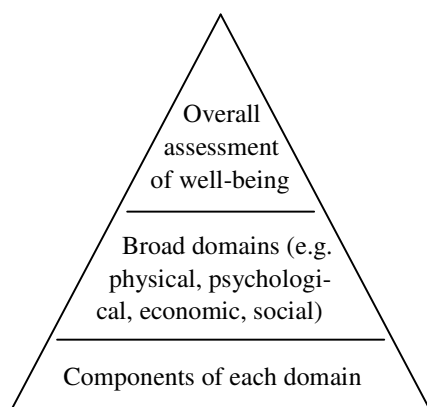 Overall
assessment
of well-being
Broad domains (e.g.
physical, psychologi-
cal, economic, social)
Components of each domain